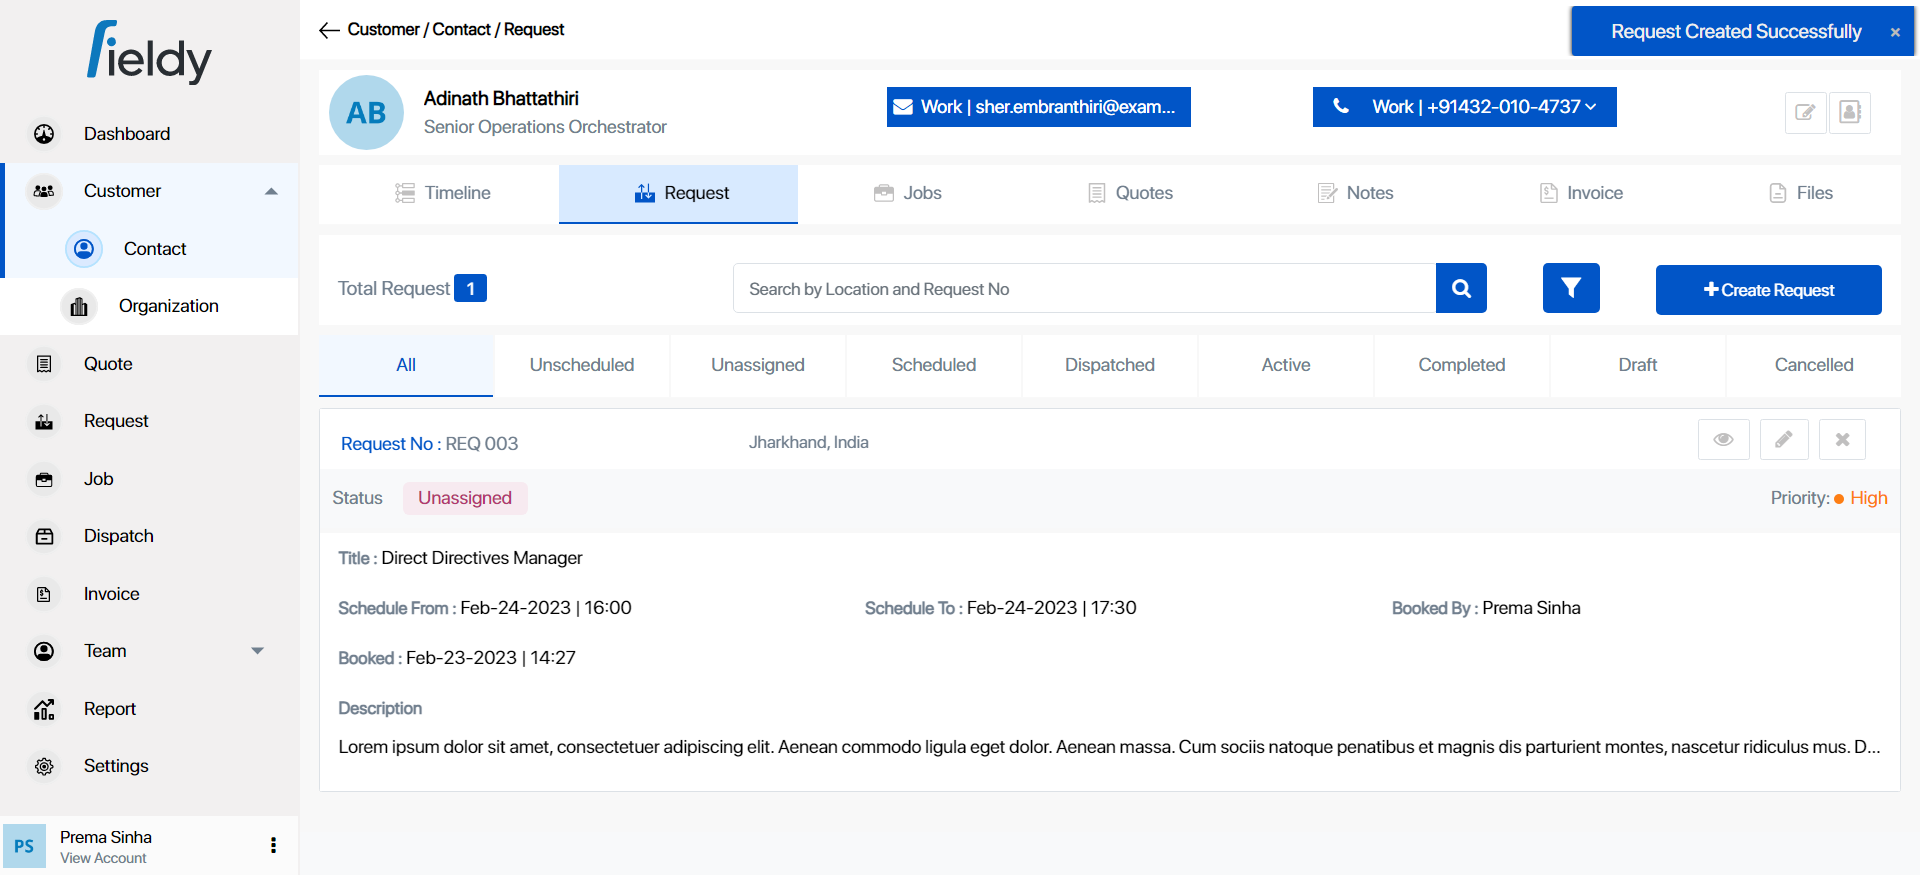 fieldy
Dashboard
Customer
Contact
Organization
Quote
Request
Job
Dispatch
Invoice
Team
Report
Settings
PS
Prema Sinha
View Account
Customer / Contact / Request
Request Created Successfully ×
AB
Adinath Bhattathiri
Senior Operations Orchestrator
Work | sher.embranthiri@exam...
Work | +91432-010-4737
Timeline
Request
Jobs
Quotes
Notes
Invoice
Files
Total Request 1
Search by Location and Request No
+Create Request
All
Unscheduled
Unassigned
Scheduled
Dispatched
Active
Completed
Draft
Cancelled
Request No : REQ 003
Jharkhand, India
Status Unassigned
Priority: High
Title : Direct Directives Manager
Schedule From : Feb-24-2023 | 16:00
Schedule To : Feb-24-2023 | 17:30
Booked By : Prema Sinha
Booked : Feb-23-2023 | 14:27
Description
Lorem ipsum dolor sit amet, consectetuer adipiscing elit. Aenean commodo ligula eget dolor. Aenean massa. Cum sociis natoque penatibus et magnis dis parturient montes, nascetur ridiculus mus. D...